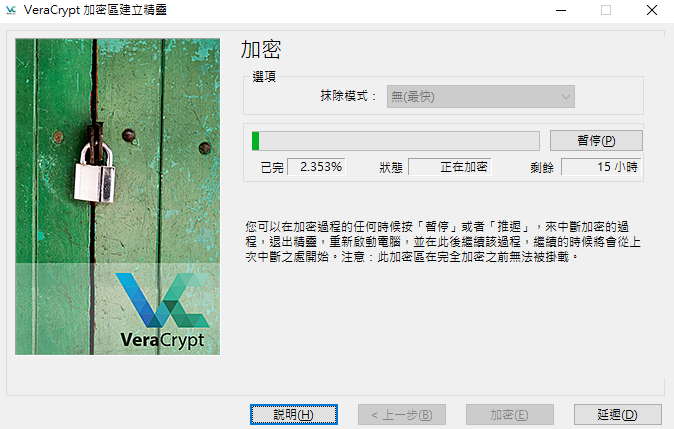 VeraCrypt 加密區建立精靈
加密
選項
抹除模式： 無(最快)
暫停(P)
已完 2.353% 狀態 正在加密 剩餘 15 小時
您可以在加密過程的任何時候按「暫停」或者「推遲」，來中斷加密的過
程，退出精靈，重新啟動電腦，並在此後繼續該過程，繼續的時候將會從上
次中斷之處開始。注意：此加密區在完全加密之前無法被掛載。
VeraCrypt
說明(H) < 上一步(B) 加密(E) 延遲(D)